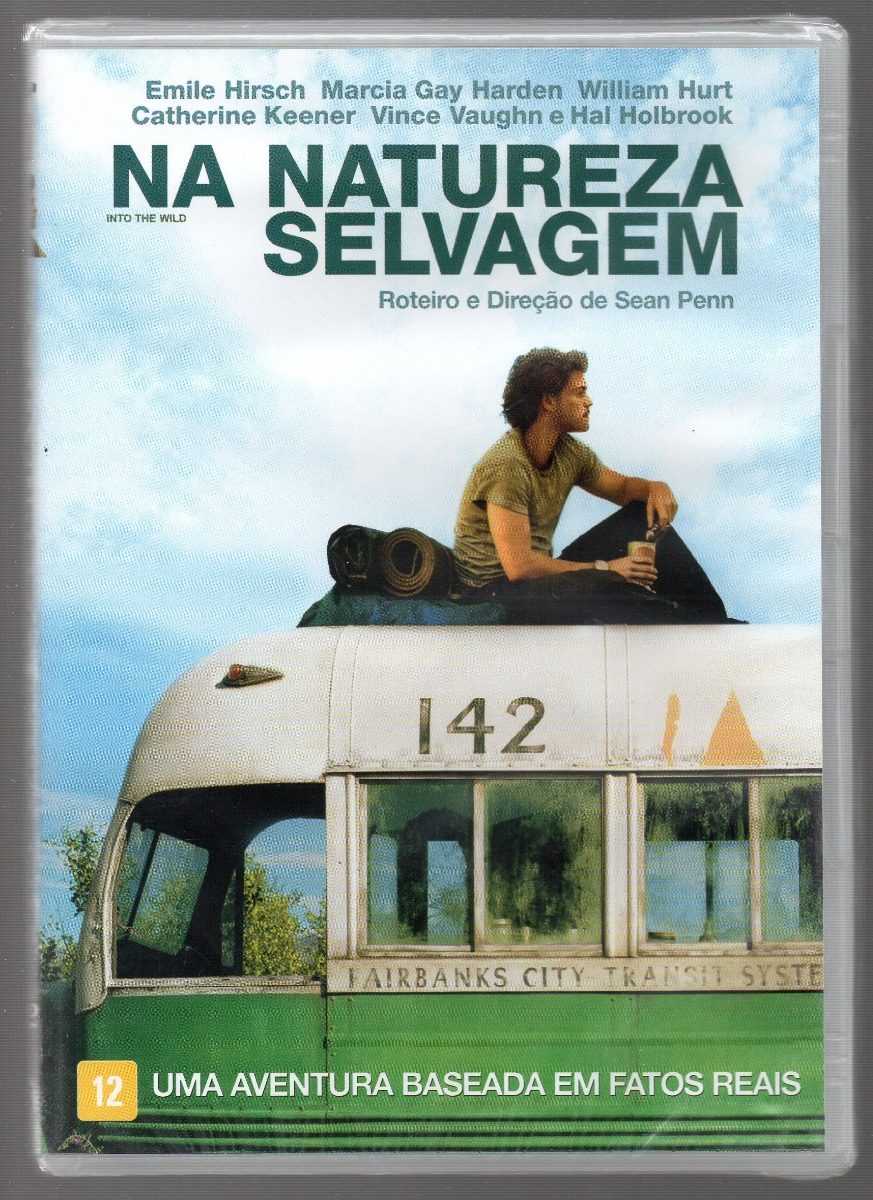 Emile Hirsch Marcia Gay Harden William Hurt
Catherine Keener Vince Vaughn e Hal Holbrook
NA NATUREZA
INTO THE WILD
SELVAGEM
Roteiro e Direção de Sean Penn
142
FAIRBANKS CITY TRANSIT SYSTE
12 UMA AVENTURA BASEADA EM FATOS REAIS